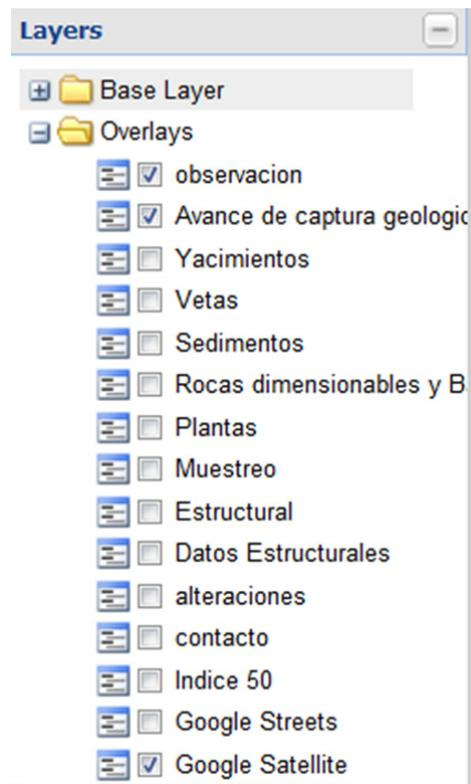 Layers
Base Layer
Overlays
observacion
Avance de captura geologic
Yacimientos
Vetas
Sedimentos
Rocas dimensionables y B
Plantas
Muestreo
Estructural
Datos Estructurales
alteraciones
contacto
Indice 50
Google Streets
Google Satellite